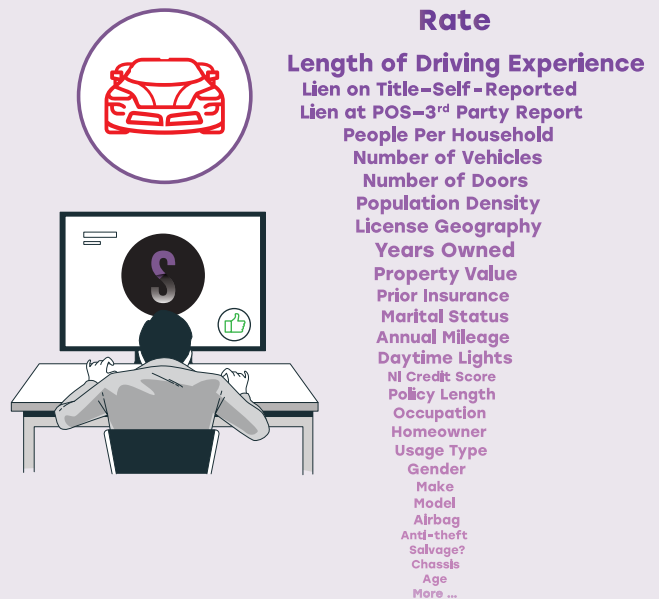 Rate
Length of Driving Experience
Lien on Title-Self-Reported
Lien at POS-3rd Party Report
People Per Household
Number of Vehicles
Number of Doors
Population Density
License Geography
Years Owned
Property Value
Prior Insurance
Marital Status
Annual Mileage
Daytime Lights
NI Credit Score
Policy Length
Occupation
Homeowner
Usage Type
Gender
Make
Model
Airbag
Anti-theft
Salvage?
Chassis
Age
More ...
S